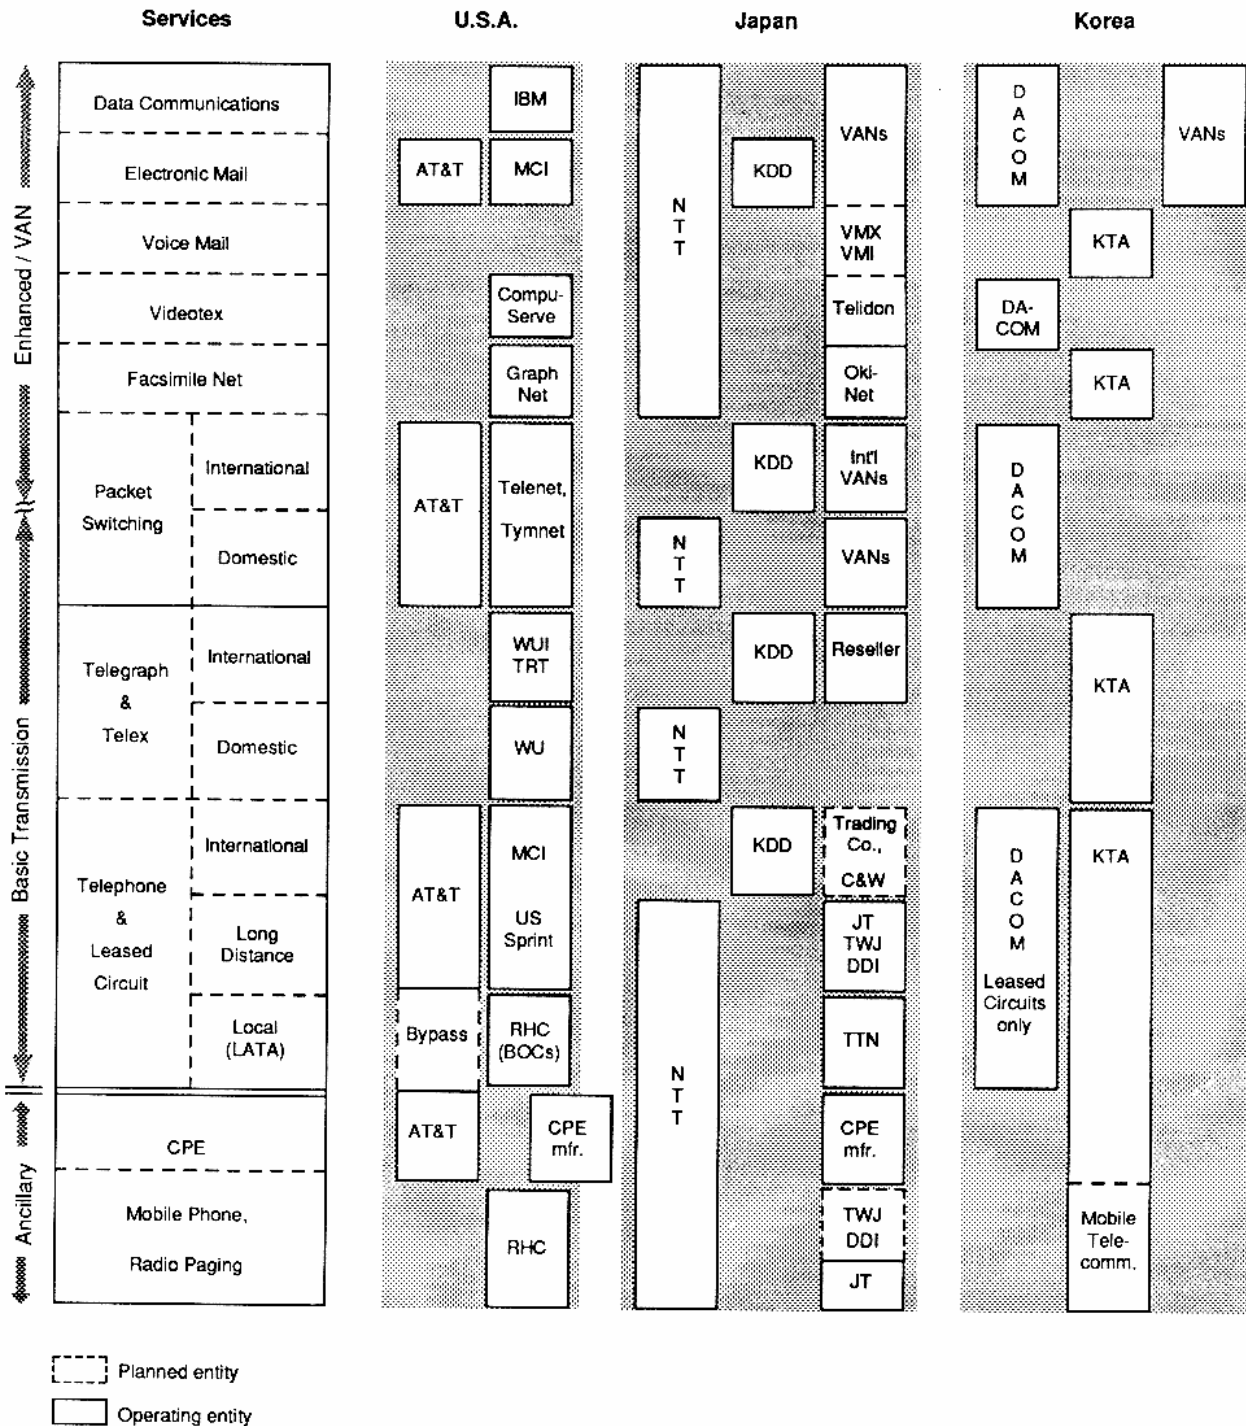 Services
U.S.A.
Japan
Korea
Enhanced / VAN
Basic Transmission
Ancillary
Data Communications
Electronic Mail
Voice Mail
Videotex
Facsimile Net
Packet
Switching
International
Domestic
Telegraph
&
Telex
International
Domestic
Telephone
&
Leased
Circuit
International
Long
Distance
Local
(LATA)
CPE
Mobile Phone,
Radio Paging
IBM
AT&T
MCI
Compu-
Serve
Graph
Net
AT&T
Telenet,
Tymnet
WUI
TRT
WU
AT&T
MCI
US
Sprint
Bypass
RHC
(BOCs)
AT&T
CPE
mfr.
RHC
N
T
T
KDD
VANs
VMX
VMI
Telidon
Oki-
Net
KDD
Int'l
VANs
N
T
T
VANs
KDD
Reseller
N
T
T
KDD
Trading
Co.,
C&W
N
T
T
JT
TWJ
DDI
TTN
CPE
mfr.
TWJ
DDI
JT
D
A
C
O
M
VANs
KTA
DA-
COM
KTA
D
A
C
O
M
KTA
D
A
C
O
M
Leased
Circuits
only
KTA
Mobile
Tele-
comm.
Planned entity
Operating entity